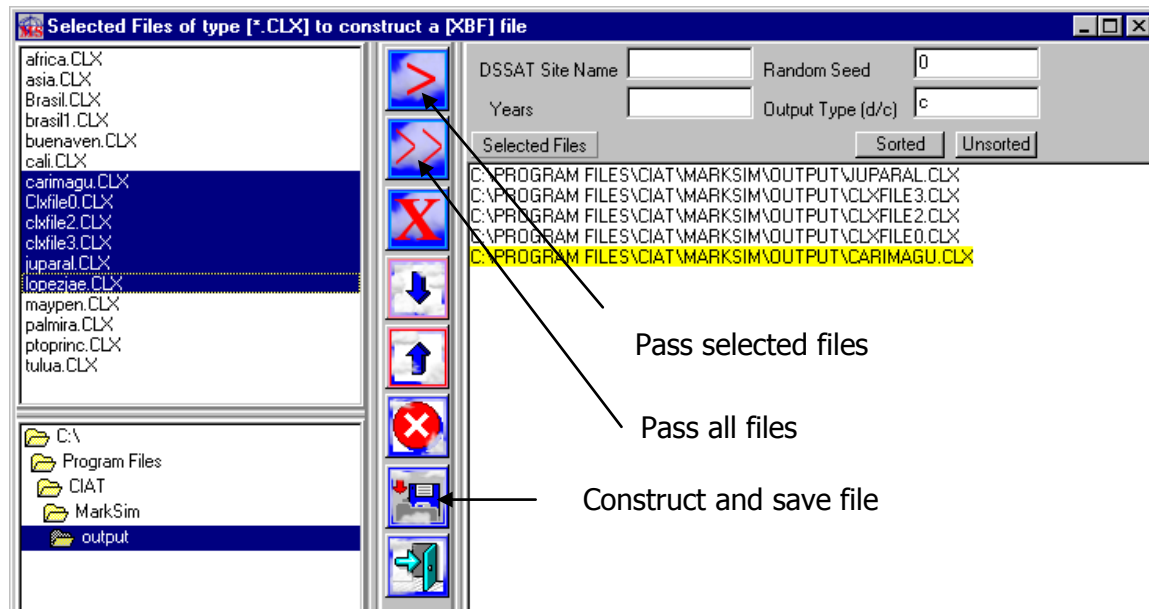 Selected Files of type [*.CLX] to construct a [XBF] file
africa.CLX
asia.CLX
Brasil.CLX
brasil1.CLX
buenaven.CLX
cali.CLX
carimagu.CLX
Clxfile0.CLX
clxfile2.CLX
clxfile3.CLX
juparal.CLX
lopezjae.CLX
maypen.CLX
palmira.CLX
ptoprinc.CLX
tulua.CLX
C:\
Program Files
CIAT
MarkSim
output
>
>>
X
DSSAT Site Name
Random Seed 0
Years
Output Type (d/c) c
Selected Files Sorted Unsorted
C:\PROGRAM FILES\CIAT\MARKSIM\OUTPUT\JUPARAL.CLX
C:\PROGRAM FILES\CIAT\MARKSIM\OUTPUT\CLXFILE3.CLX
C:\PROGRAM FILES\CIAT\MARKSIM\OUTPUT\CLXFILE2.CLX
C:\PROGRAM FILES\CIAT\MARKSIM\OUTPUT\CLXFILE0.CLX
C:\PROGRAM FILES\CIAT\MARKSIM\OUTPUT\CARIMAGU.CLX
Pass selected files
Pass all files
Construct and save file